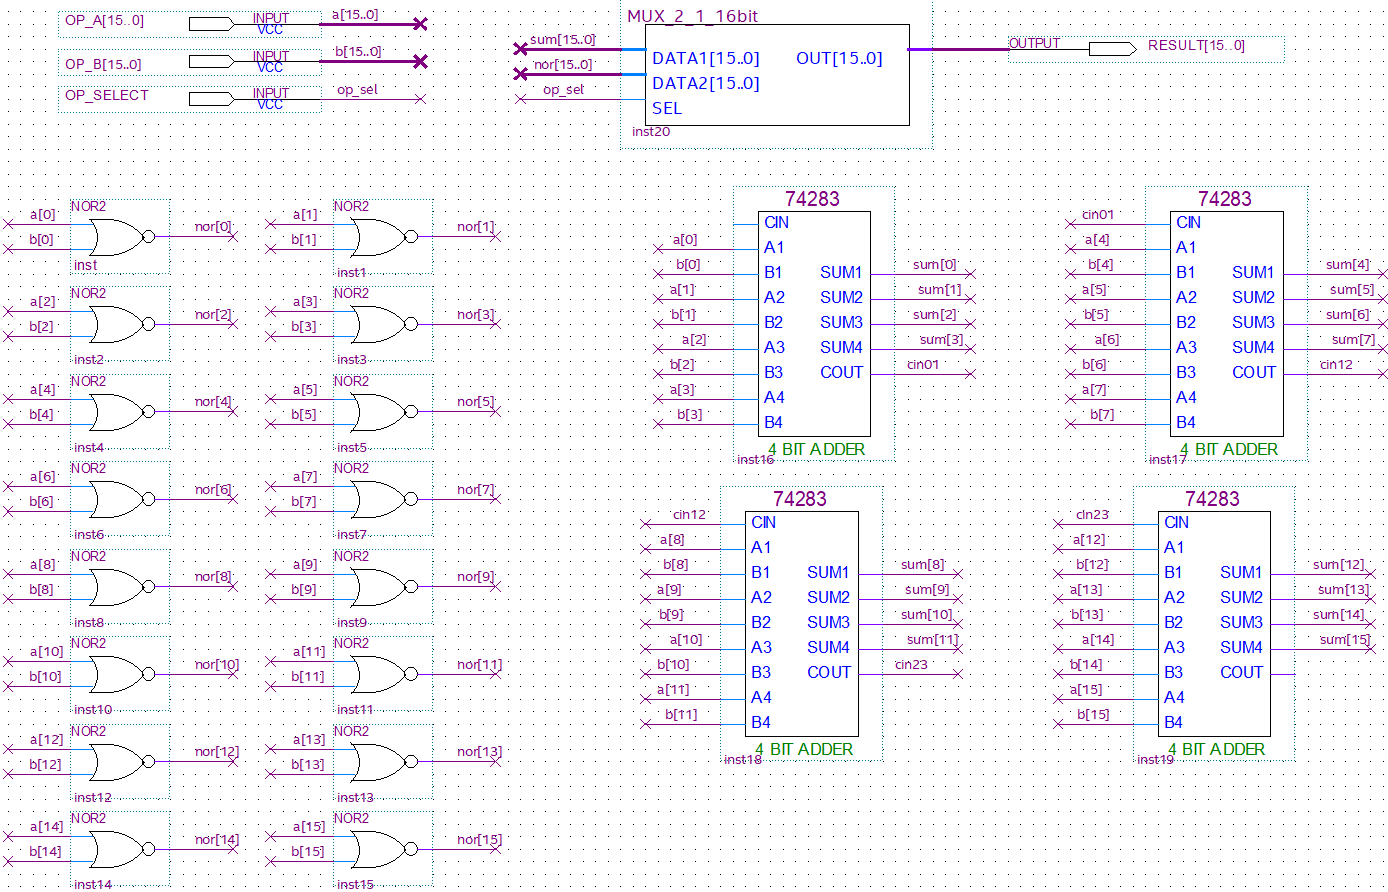 OP_A[15..0] INPUT VCC a[15..0]
OP_B[15..0] INPUT VCC b[15..0]
OP_SELECT INPUT VCC op_sel
MUX_2_1_16bit
sum[15..0] DATA1[15..0] OUT[15..0]
nor[15..0] DATA2[15..0]
op_sel SEL
inst20
OUTPUT RESULT[15..0]
NOR2
a[0] nor[0]
b[0]
inst
NOR2
a[1] nor[1]
b[1]
inst1
NOR2
a[2] nor[2]
b[2]
inst2
NOR2
a[3] nor[3]
b[3]
inst3
NOR2
a[4] nor[4]
b[4]
inst4
NOR2
a[5] nor[5]
b[5]
inst5
NOR2
a[6] nor[6]
b[6]
inst6
NOR2
a[7] nor[7]
b[7]
inst7
NOR2
a[8] nor[8]
b[8]
inst8
NOR2
a[9] nor[9]
b[9]
inst9
NOR2
a[10] nor[10]
b[10]
inst10
NOR2
a[11] nor[11]
b[11]
inst11
NOR2
a[12] nor[12]
b[12]
inst12
NOR2
a[13] nor[13]
b[13]
inst13
NOR2
a[14] nor[14]
b[14]
inst14
NOR2
a[15] nor[15]
b[15]
inst15
74283
CIN
a[0] A1
b[0] B1 SUM1 sum[0]
a[1] A2 SUM2 sum[1]
b[1] B2 SUM3 sum[2]
a[2] A3 SUM4 sum[3]
b[2] B3 COUT cin01
a[3] A4
b[3] B4
4 BIT ADDER
inst16
74283
cin01 CIN
a[4] A1
b[4] B1 SUM1 sum[4]
a[5] A2 SUM2 sum[5]
b[5] B2 SUM3 sum[6]
a[6] A3 SUM4 sum[7]
b[6] B3 COUT cin12
a[7] A4
b[7] B4
4 BIT ADDER
inst17
74283
cin12 CIN
a[8] A1
b[8] B1 SUM1 sum[8]
a[9] A2 SUM2 sum[9]
b[9] B2 SUM3 sum[10]
a[10] A3 SUM4 sum[11]
b[10] B3 COUT cin23
a[11] A4
b[11] B4
4 BIT ADDER
inst18
74283
cin23 CIN
a[12] A1
b[12] B1 SUM1 sum[12]
a[13] A2 SUM2 sum[13]
b[13] B2 SUM3 sum[14]
a[14] A3 SUM4 sum[15]
b[14] B3 COUT
a[15] A4
b[15] B4
4 BIT ADDER
inst19